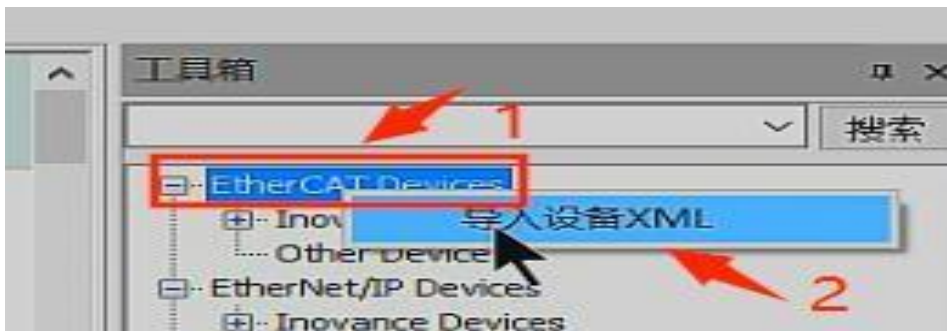 工具箱
1
搜索
EtherCAT Devices
导入设备XML
Other Device
EtherNet/IP Devices
2
Inovance Devices